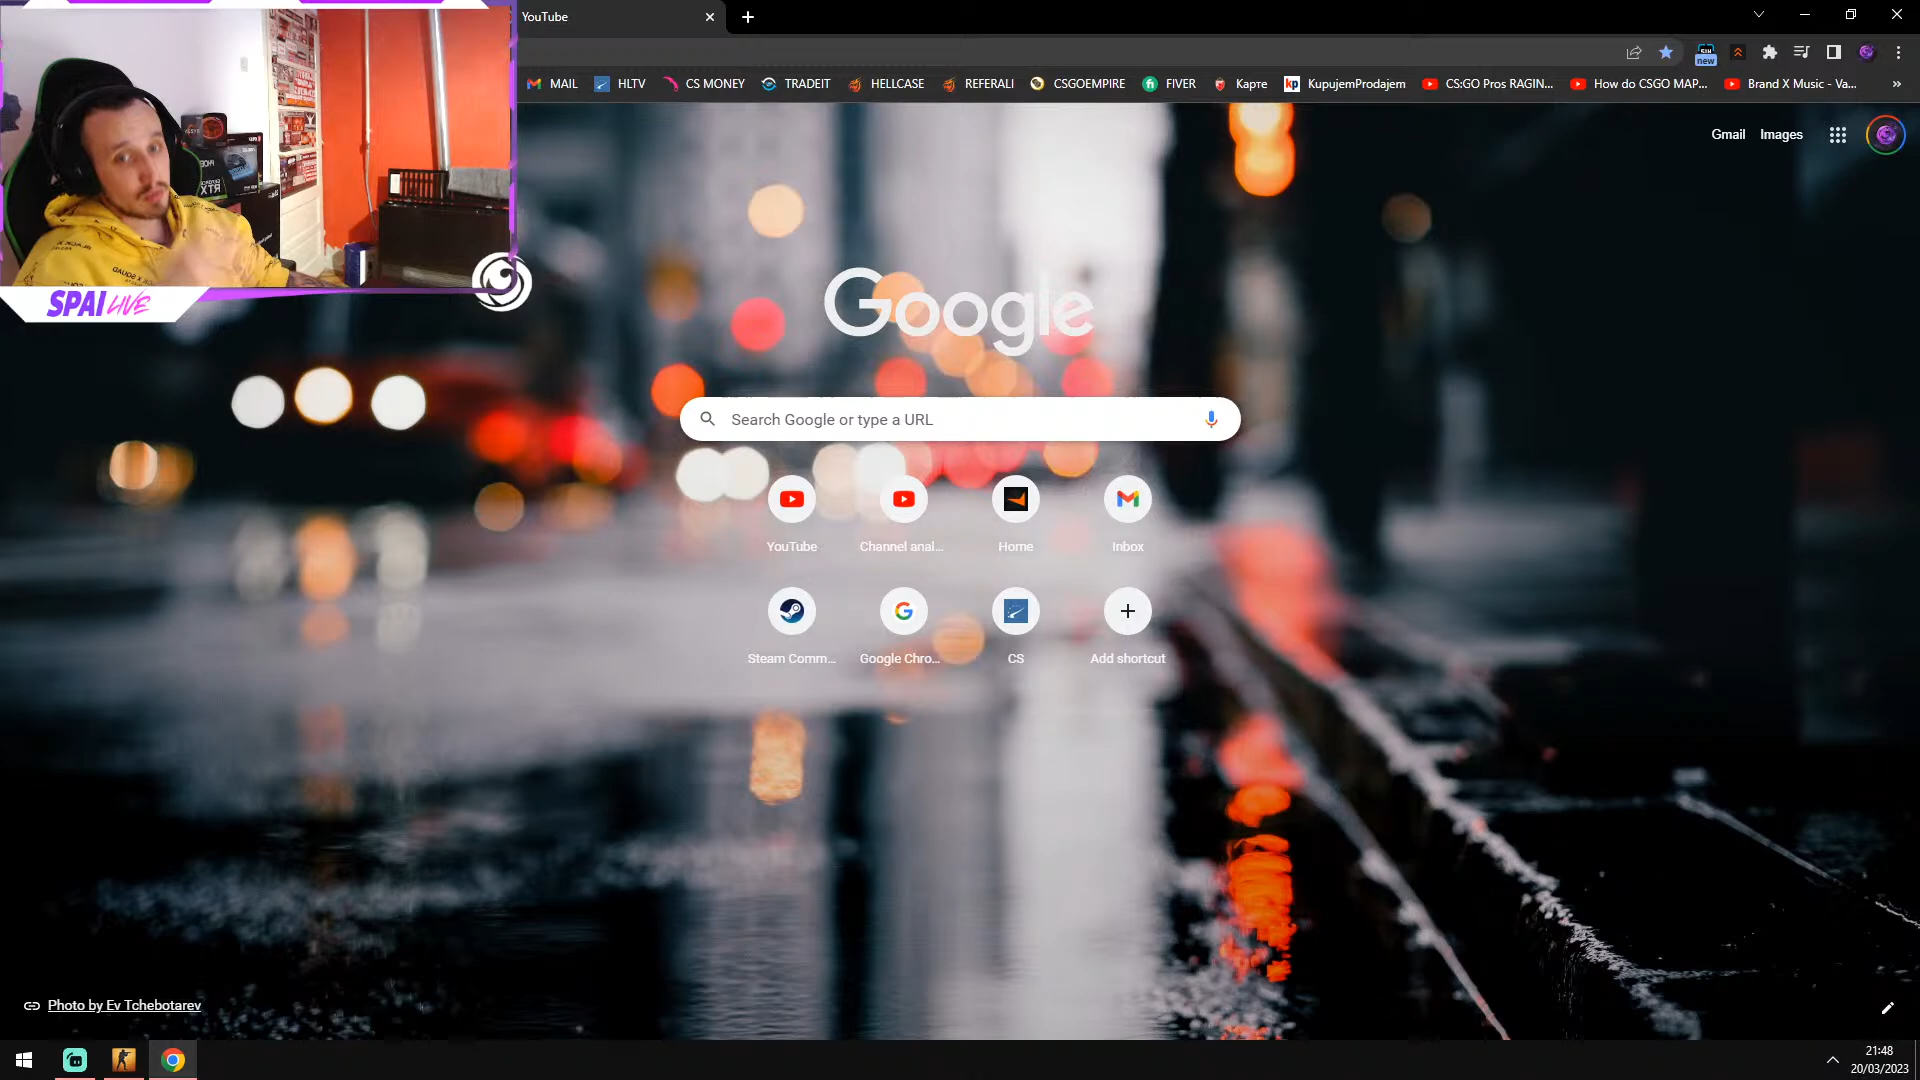 YouTube
new
MAIL
HLTV
CS MONEY
TRADEIT
HELLCASE
REFERALI
CSGOEMPIRE
FIVER
Карте
KupujemProdajem
CS:GO Pros RAGIN...
How do CSGO MAP...
Brand X Music - Va...
Gmail
Images
SPAI LIVE
Google
Search Google or type a URL
YouTube
Channel anal...
Home
Inbox
Steam Comm...
Google Chro...
CS
Add shortcut
Photo by Ev Tchebotarev
21:48
20/03/2023